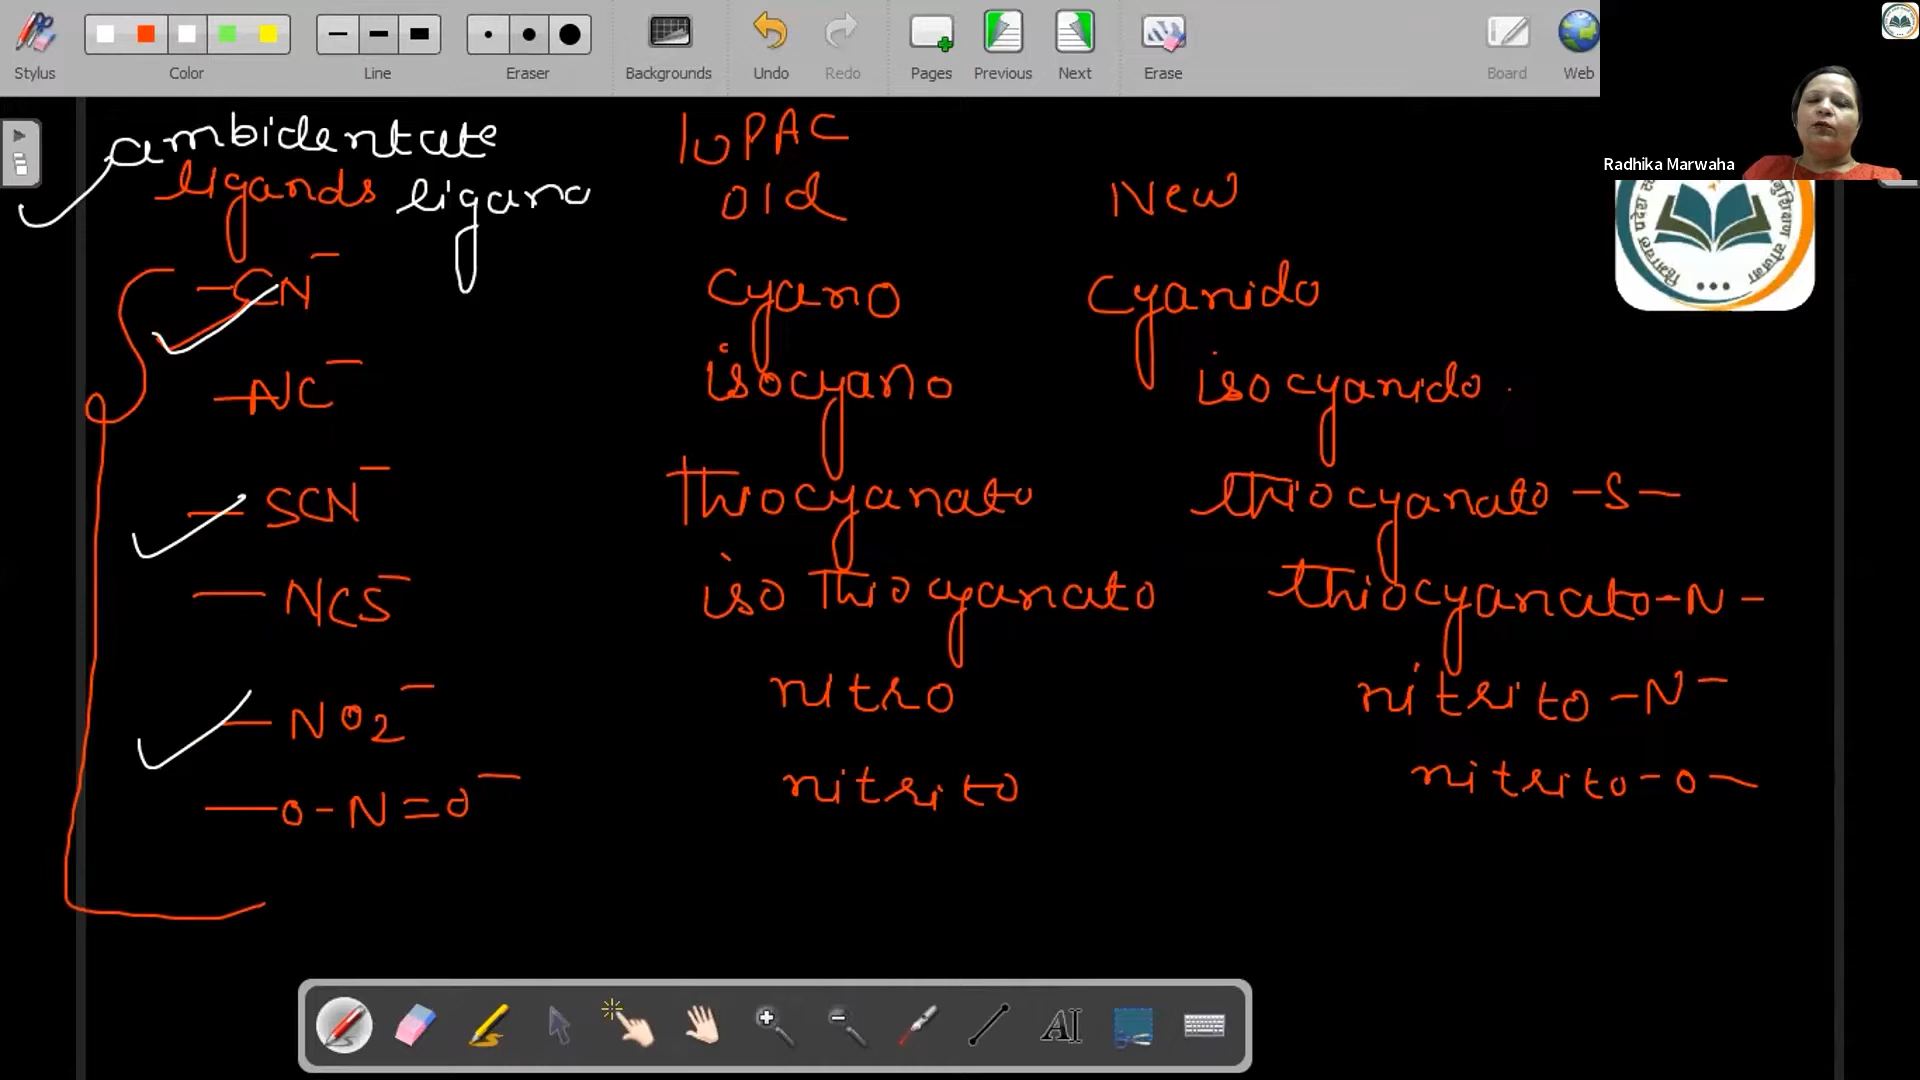 Stylus
Color
Line
Eraser
Backgrounds
Undo
Redo
Pages
Previous
Next
Erase
Board
Web
Radhika Marwaha
ambidentate
ligands ligand
IUPAC
old New
-CN⁻ cyano cyanido
-NC⁻ isocyano isocyanido
- SCN⁻ Thiocyanato thiocyanato -S-
- NCS⁻ iso Thiocyanato thiocyanato-N-
- NO2⁻ nitro nitrito -N-
- O-N=O⁻ nitrito nitrito-O-
AI